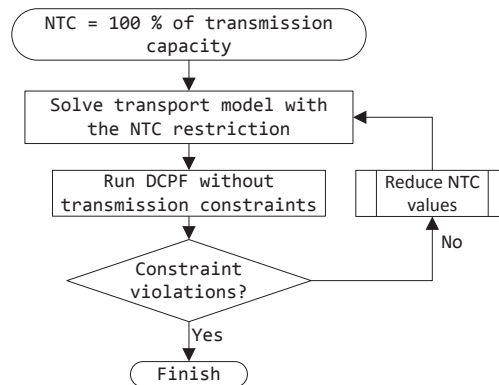 NTC = 100 % of transmission
capacity
Solve transport model with
the NTC restriction
Run DCPF without
transmission constraints
Reduce NTC
values
No
Constraint
violations?
Yes
Finish